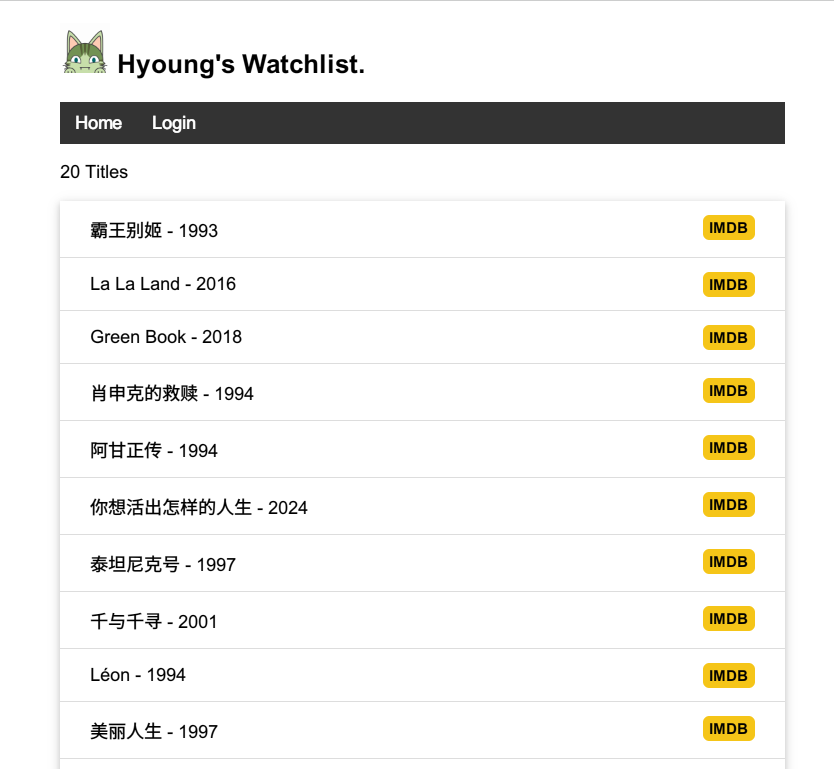 Hyoung's Watchlist.
Home Login
20 Titles
霸王别姬 - 1993 IMDB
La La Land - 2016 IMDB
Green Book - 2018 IMDB
肖申克的救赎 - 1994 IMDB
阿甘正传 - 1994 IMDB
你想活出怎样的人生 - 2024 IMDB
泰坦尼克号 - 1997 IMDB
千与千寻 - 2001 IMDB
Léon - 1994 IMDB
美丽人生 - 1997 IMDB